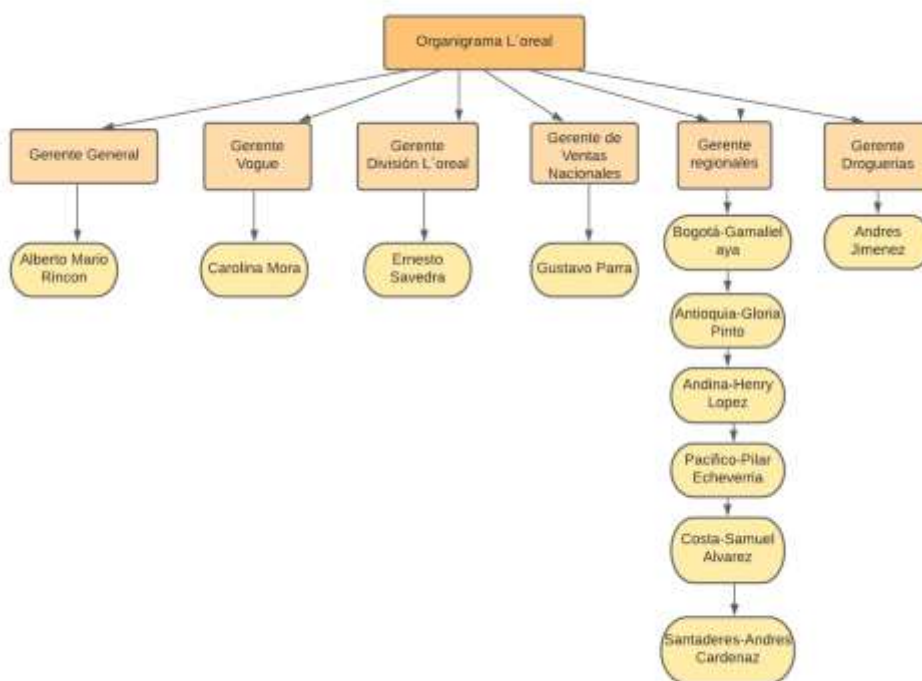 Organigrama L´oreal
Gerente General
Gerente
Vogue
Gerente
División L´oreal
Gerente de
Ventas
Nacionales
Gerente
regionales
Gerente
Droguerias
Alberto Mario
Rincon
Carolina Mora
Ernesto
Savedra
Gustavo Parra
Bogotá-Gamaliel
aya
Antioquia-Gloria
Pinto
Andina-Henry
Lopez
Pacifico-Pilar
Echeverria
Costa-Samuel
Alvarez
Santaderes-Andres
Cardenaz
Andres
Jimenez